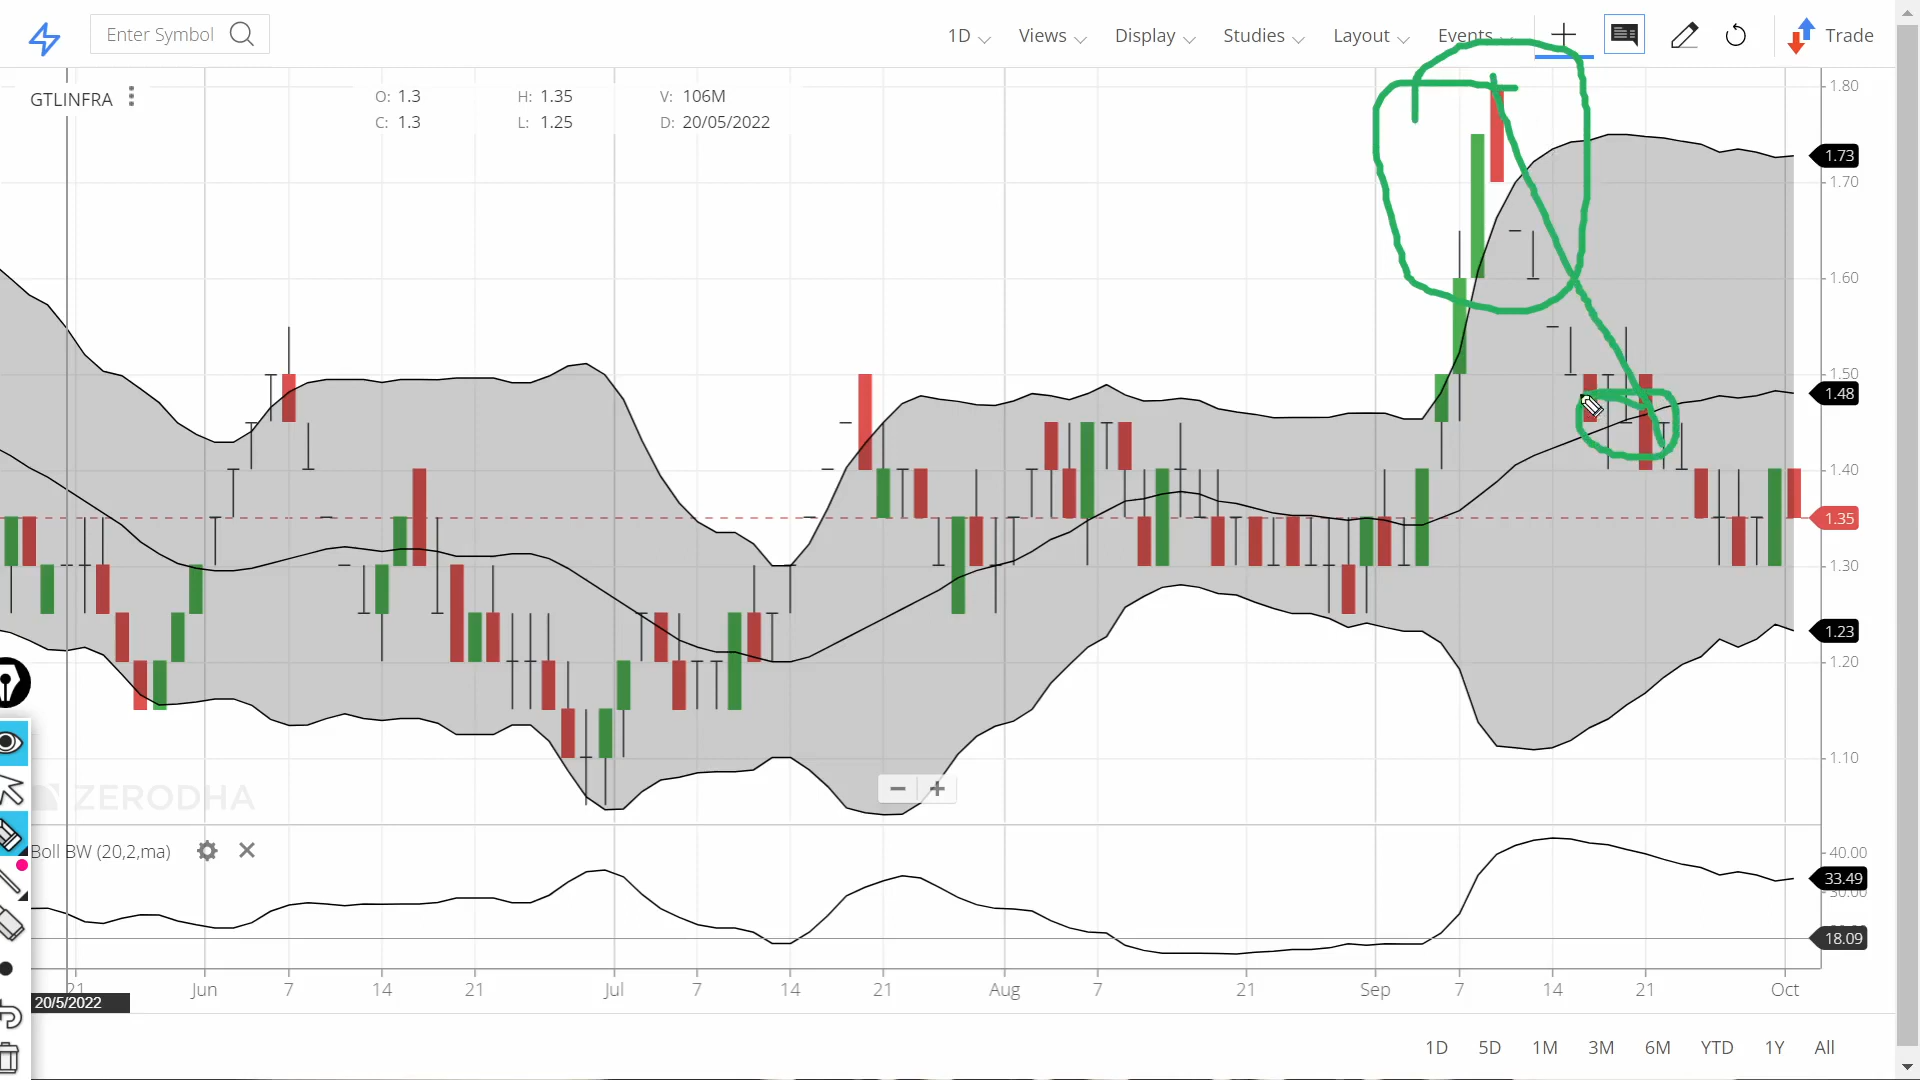 Enter Symbol
1D Views Display Studies Layout Events Trade
GTLINFRA
O: 1.3 H: 1.35 V: 106M
C: 1.3 L: 1.25 D: 20/05/2022
1.80
1.73
1.70
1.60
1.50
1.48
1.40
1.35
1.30
1.23
1.20
1.10
ZERODHA
Boll BW (20,2,ma)
40.00
33.49
30.00
18.09
21 Jun 7 14 21 Jul 7 14 21 Aug 7 21 Sep 7 14 21 Oct
20/5/2022
1D 5D 1M 3M 6M YTD 1Y All